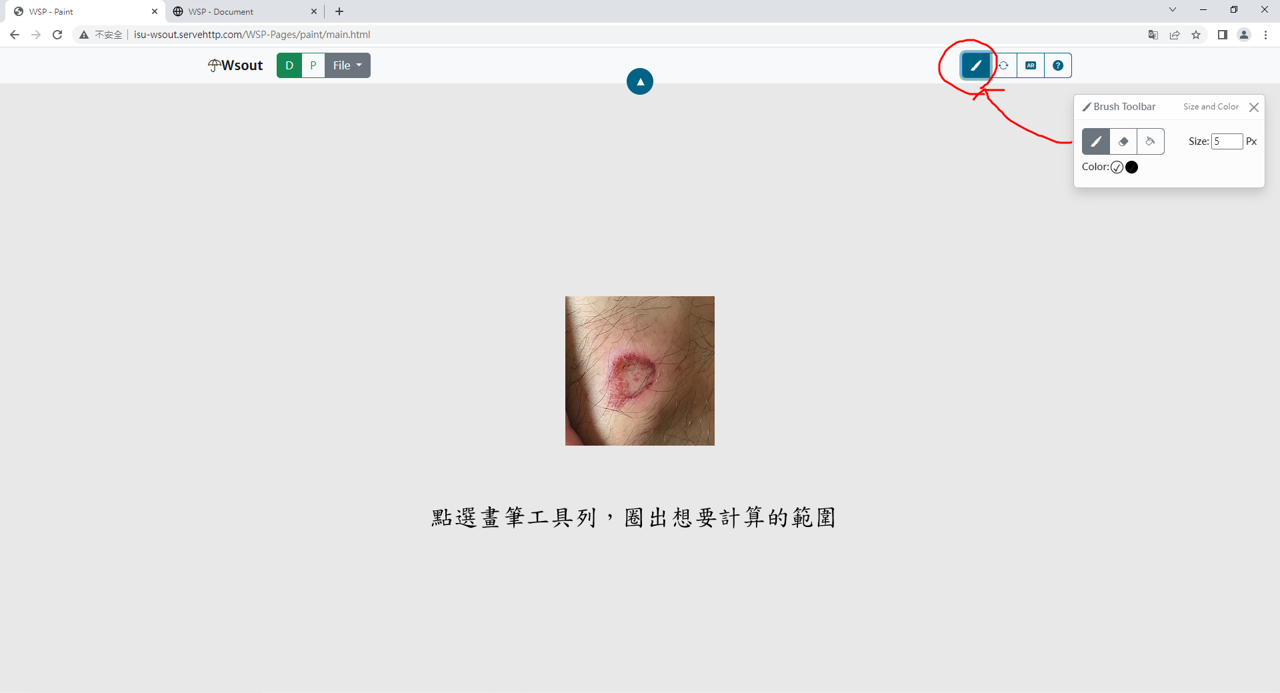 WSP - Paint
WSP - Document
不安全 | isu-wsout.servehttp.com/WSP-Pages/paint/main.html
Wsout
D P File
AR ?
Brush Toolbar Size and Color
Size: 5 Px
Color:
點選畫筆工具列，圈出想要計算的範圍